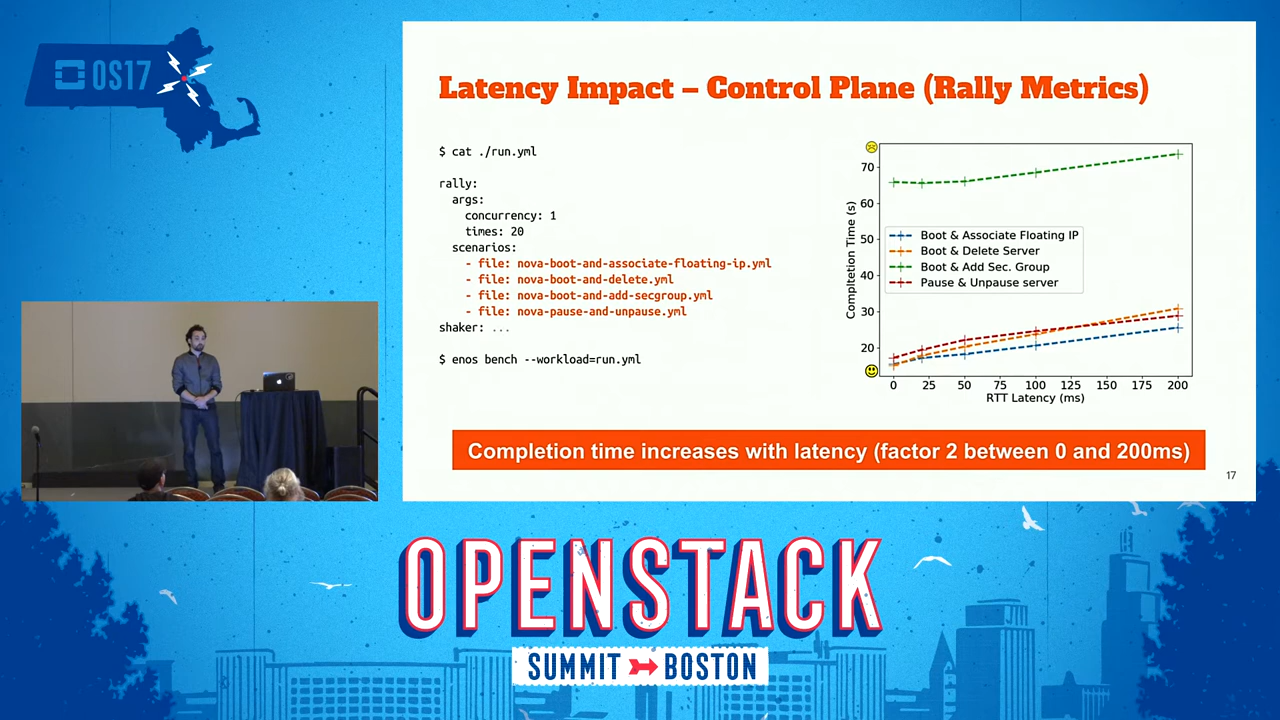 OS17
Latency Impact – Control Plane (Rally Metrics)
$ cat ./run.yml
rally:
args:
concurrency: 1
times: 20
scenarios:
- file: nova-boot-and-associate-floating-ip.yml
- file: nova-boot-and-delete.yml
- file: nova-boot-and-add-secgroup.yml
- file: nova-pause-and-unpause.yml
shaker: ...
$ enos bench --workload=run.yml
Completion Time (s)
70
60
50
40
30
20
Boot & Associate Floating IP
Boot & Delete Server
Boot & Add Sec. Group
Pause & Unpause server
0 25 50 75 100 125 150 175 200
RTT Latency (ms)
Completion time increases with latency (factor 2 between 0 and 200ms)
17
OPENSTACK
SUMMIT BOSTON